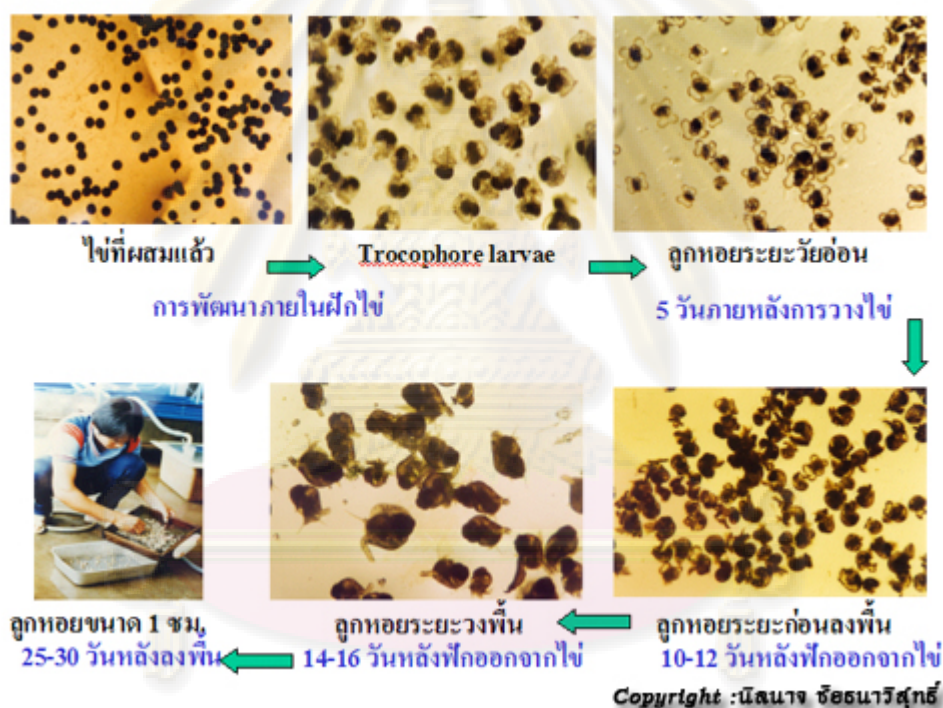 ไข่ที่ผสมแล้ว
Trocophore larvae
ลูกหอยระยะวัยอ่อน
การพัฒนาภายในฝักไข่
5 วันภายหลังการวางไข่
ลูกหอยขนาด 1 ซม.
ลูกหอยระยะวงพื้น
ลูกหอยระยะก่อนลงพื้น
25-30 วันหลังลงพื้น
14-16 วันหลังฟักออกจากไข่
10-12 วันหลังฟักออกจากไข่
Copyright :นิลนาจ ชัยธนาวิสุทธิ์